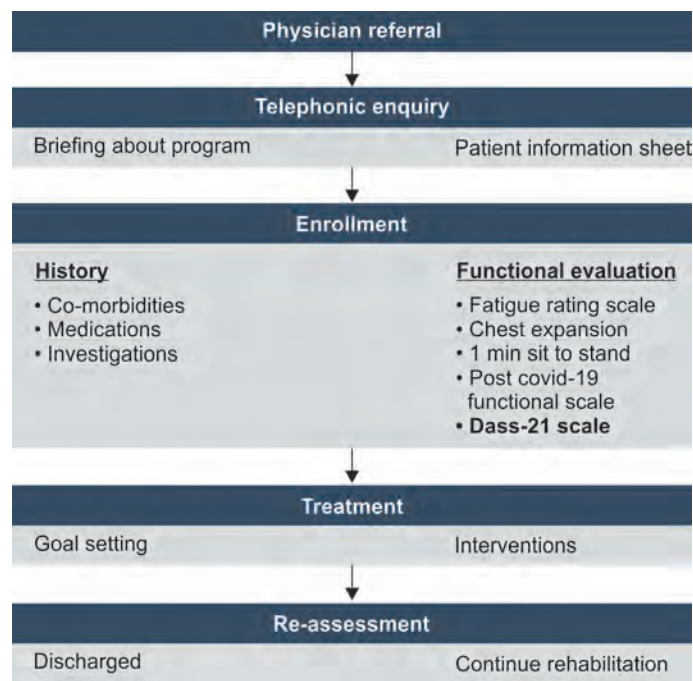 Physician referral
Telephonic enquiry
Briefing about program
Patient information sheet
Enrollment
History
• Co-morbidities
• Medications
• Investigations
Functional evaluation
• Fatigue rating scale
• Chest expansion
• 1 min sit to stand
• Post covid-19
functional scale
• Dass-21 scale
Treatment
Goal setting
Interventions
Re-assessment
Discharged
Continue rehabilitation